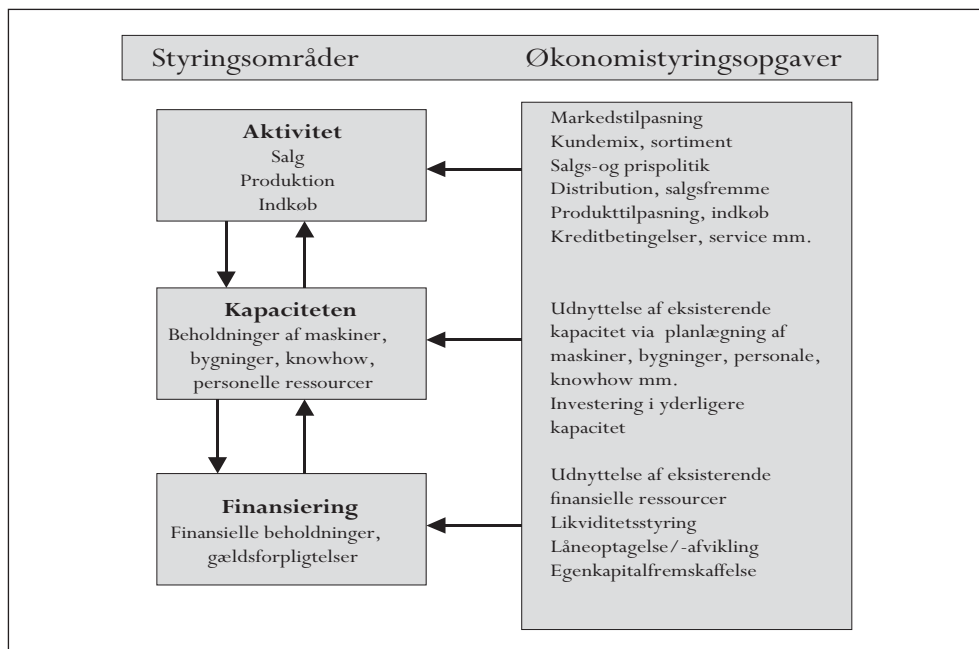 Styringsområder
Økonomistyringsopgaver
Aktivitet
Salg
Produktion
Indkøb
Kapaciteten
Beholdninger af maskiner,
bygninger, knowhow,
personelle ressourcer
Finansiering
Finansielle beholdninger,
gældsforpligtelser
Markedstilpasning
Kundemix, sortiment
Salgs-og prispolitik
Distribution, salgsfremme
Produkttilpasning, indkøb
Kreditbetingelser, service mm.
Udnyttelse af eksisterende
kapacitet via planlægning af
maskiner, bygninger, personale,
knowhow mm.
Investering i yderligere
kapacitet
Udnyttelse af eksisterende
finansielle ressourcer
Likviditetsstyring
Låneoptagelse/-afvikling
Egenkapitalfremskaffelse